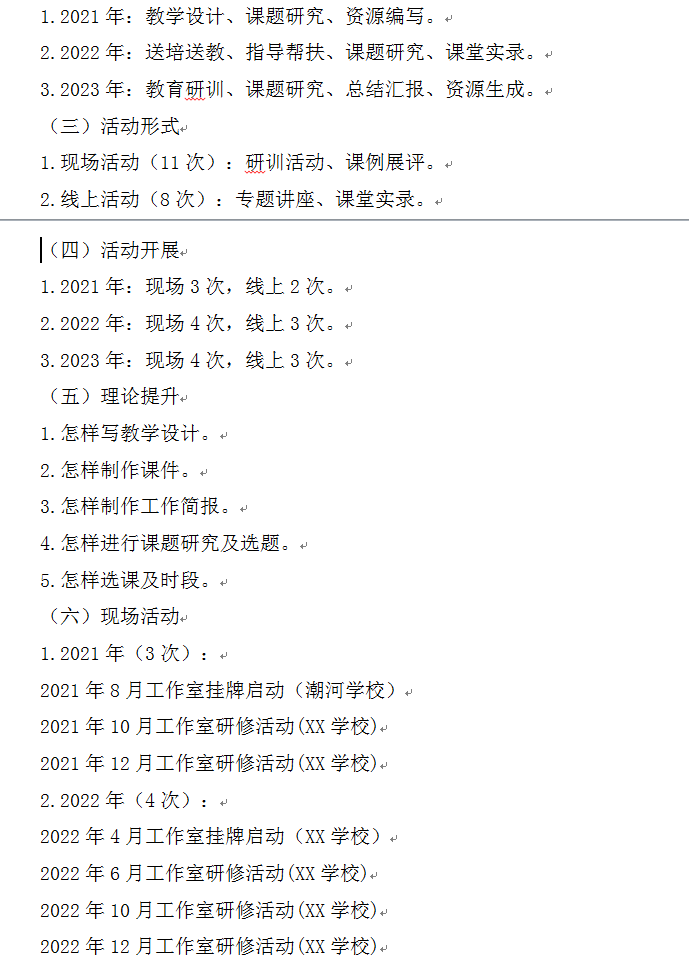 1.2021 年：教学设计、课题研究、资源编写。
2.2022 年：送培送教、指导帮扶、课题研究、课堂实录。
3.2023 年：教育研训、课题研究、总结汇报、资源生成。
（三）活动形式
1.现场活动（11 次）：研训活动、课例展评。
2.线上活动（8 次）：专题讲座、课堂实录。
（四）活动开展
1.2021 年：现场 3 次，线上 2 次。
2.2022 年：现场 4 次，线上 3 次。
3.2023 年：现场 4 次，线上 3 次。
（五）理论提升
1.怎样写教学设计。
2.怎样制作课件。
3.怎样制作工作简报。
4.怎样进行课题研究及选题。
5.怎样选课及时段。
（六）现场活动
1.2021 年（3 次）：
2021 年 8 月工作室挂牌启动（潮河学校）
2021 年 10 月工作室研修活动(XX 学校)
2021 年 12 月工作室研修活动(XX 学校)
2.2022 年（4 次）：
2022 年 4 月工作室挂牌启动（XX 学校）
2022 年 6 月工作室研修活动(XX 学校)
2022 年 10 月工作室研修活动(XX 学校)
2022 年 12 月工作室研修活动(XX 学校)